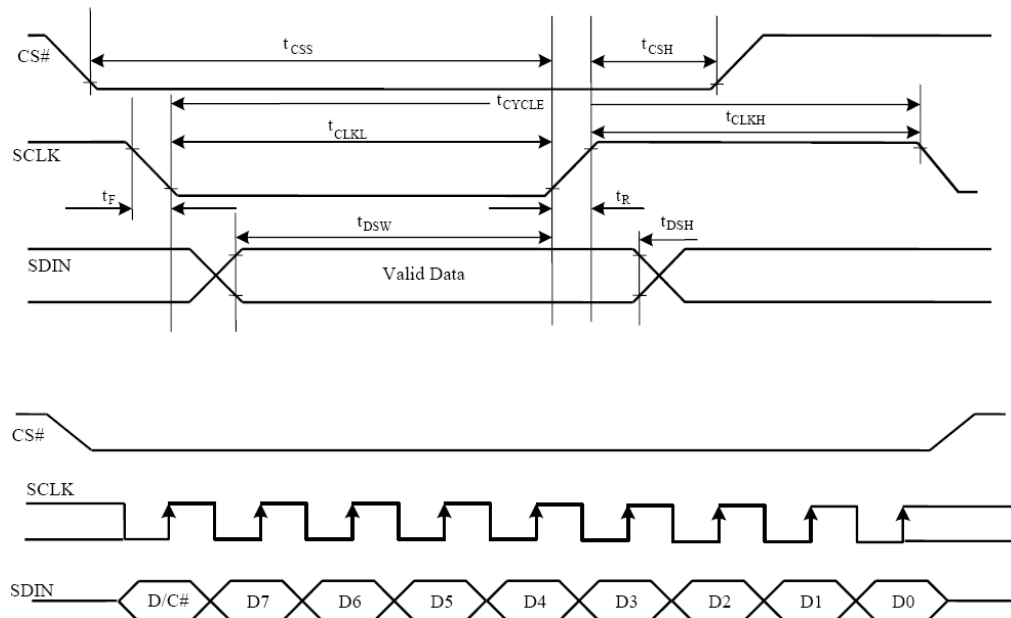 t_CSS
t_CSH
CS#
t_CYCLE
t_CLKL
t_CLKH
SCLK
t_F
t_R
t_DSW
t_DSH
SDIN
Valid Data
CS#
SCLK
SDIN
D/C# D7 D6 D5 D4 D3 D2 D1 D0